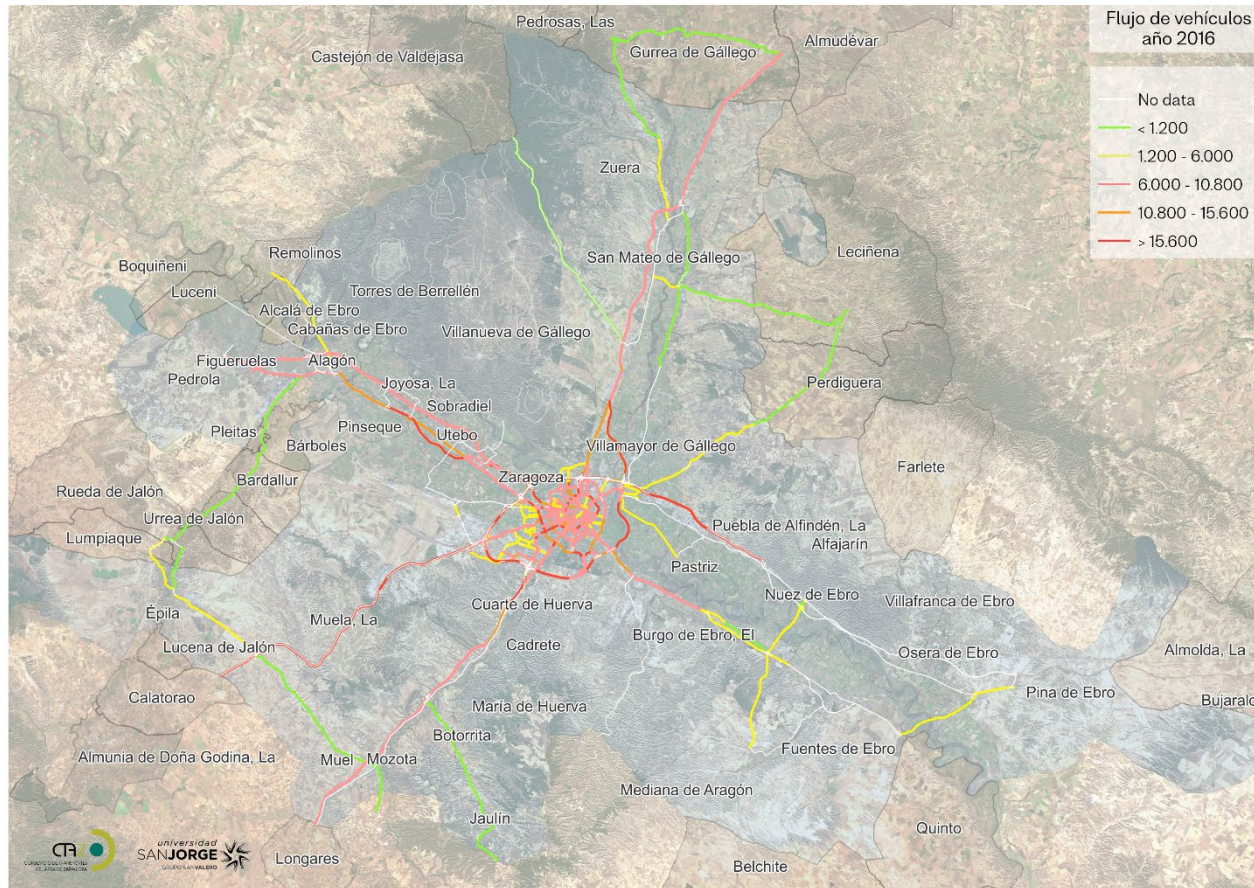 Flujo de vehículos
año 2016
No data
< 1.200
1.200 - 6.000
6.000 - 10.800
10.800 - 15.600
> 15.600
Pedrosas, Las
Almudévar
Gurrea de Gállego
Castejón de Valdejasa
Zuera
Leciñena
San Mateo de Gállego
Remolinos
Boquiñeni
Luceni
Torres de Berrellén
Alcalá de Ebro
Cabañas de Ebro
Villanueva de Gállego
Figueruelas
Alagón
Pedrola
Joyosa, La
Perdiguera
Sobradiel
Pinseque
Utebo
Pleitas
Bárboles
Villamayor de Gállego
Farlete
Zaragoza
Bardallur
Rueda de Jalón
Urrea de Jalón
Lumpiaque
Puebla de Alfindén, La
Alfajarín
Pastriz
Nuez de Ebro
Villafranca de Ebro
Épila
Muela, La
Cuarte de Huerva
Burgo de Ebro, El
Lucena de Jalón
Cadrete
Osera de Ebro
Almolda, La
Calatorao
Pina de Ebro
Bujaralo
María de Huerva
Botorrita
Fuentes de Ebro
Almunia de Doña Godina, La
Muel
Mozota
Mediana de Aragón
Jaulín
Quinto
Longares
Belchite
CTA
universidad
SANJORGE
GRUPO SANVALERO